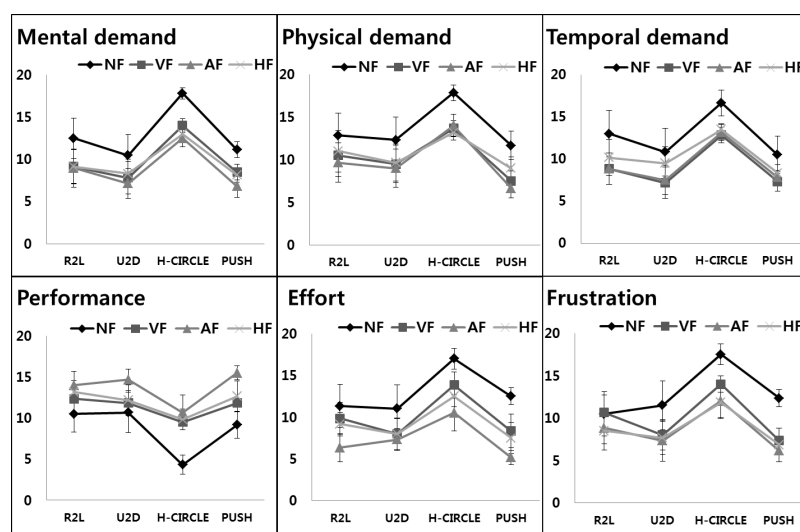 Mental demand
NF VF AF HF
20
15
10
5
0
R2L U2D H-CIRCLE PUSH
Physical demand
NF VF AF HF
20
15
10
5
0
R2L U2D H-CIRCLE PUSH
Temporal demand
NF VF AF HF
20
15
10
5
0
R2L U2D H-CIRCLE PUSH
Performance
NF VF AF HF
20
15
10
5
0
R2L U2D H-CIRCLE PUSH
Effort
NF VF AF HF
20
15
10
5
0
R2L U2D H-CIRCLE PUSH
Frustration
NF VF AF HF
20
15
10
5
0
R2L U2D H-CIRCLE PUSH